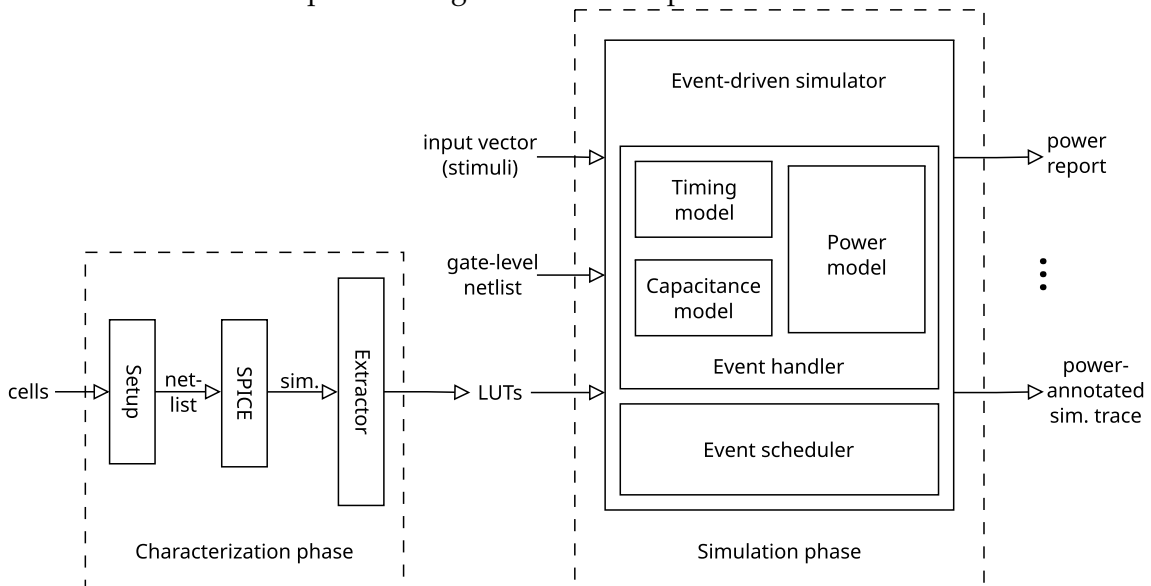 Event-driven simulator
input vector
(stimuli)
power
report
Timing
model
Power
model
gate-level
netlist
Capacitance
model
Event handler
cells
Setup
net-
list
SPICE
sim.
Extractor
LUTs
power-
annotated
sim. trace
Event scheduler
Characterization phase
Simulation phase